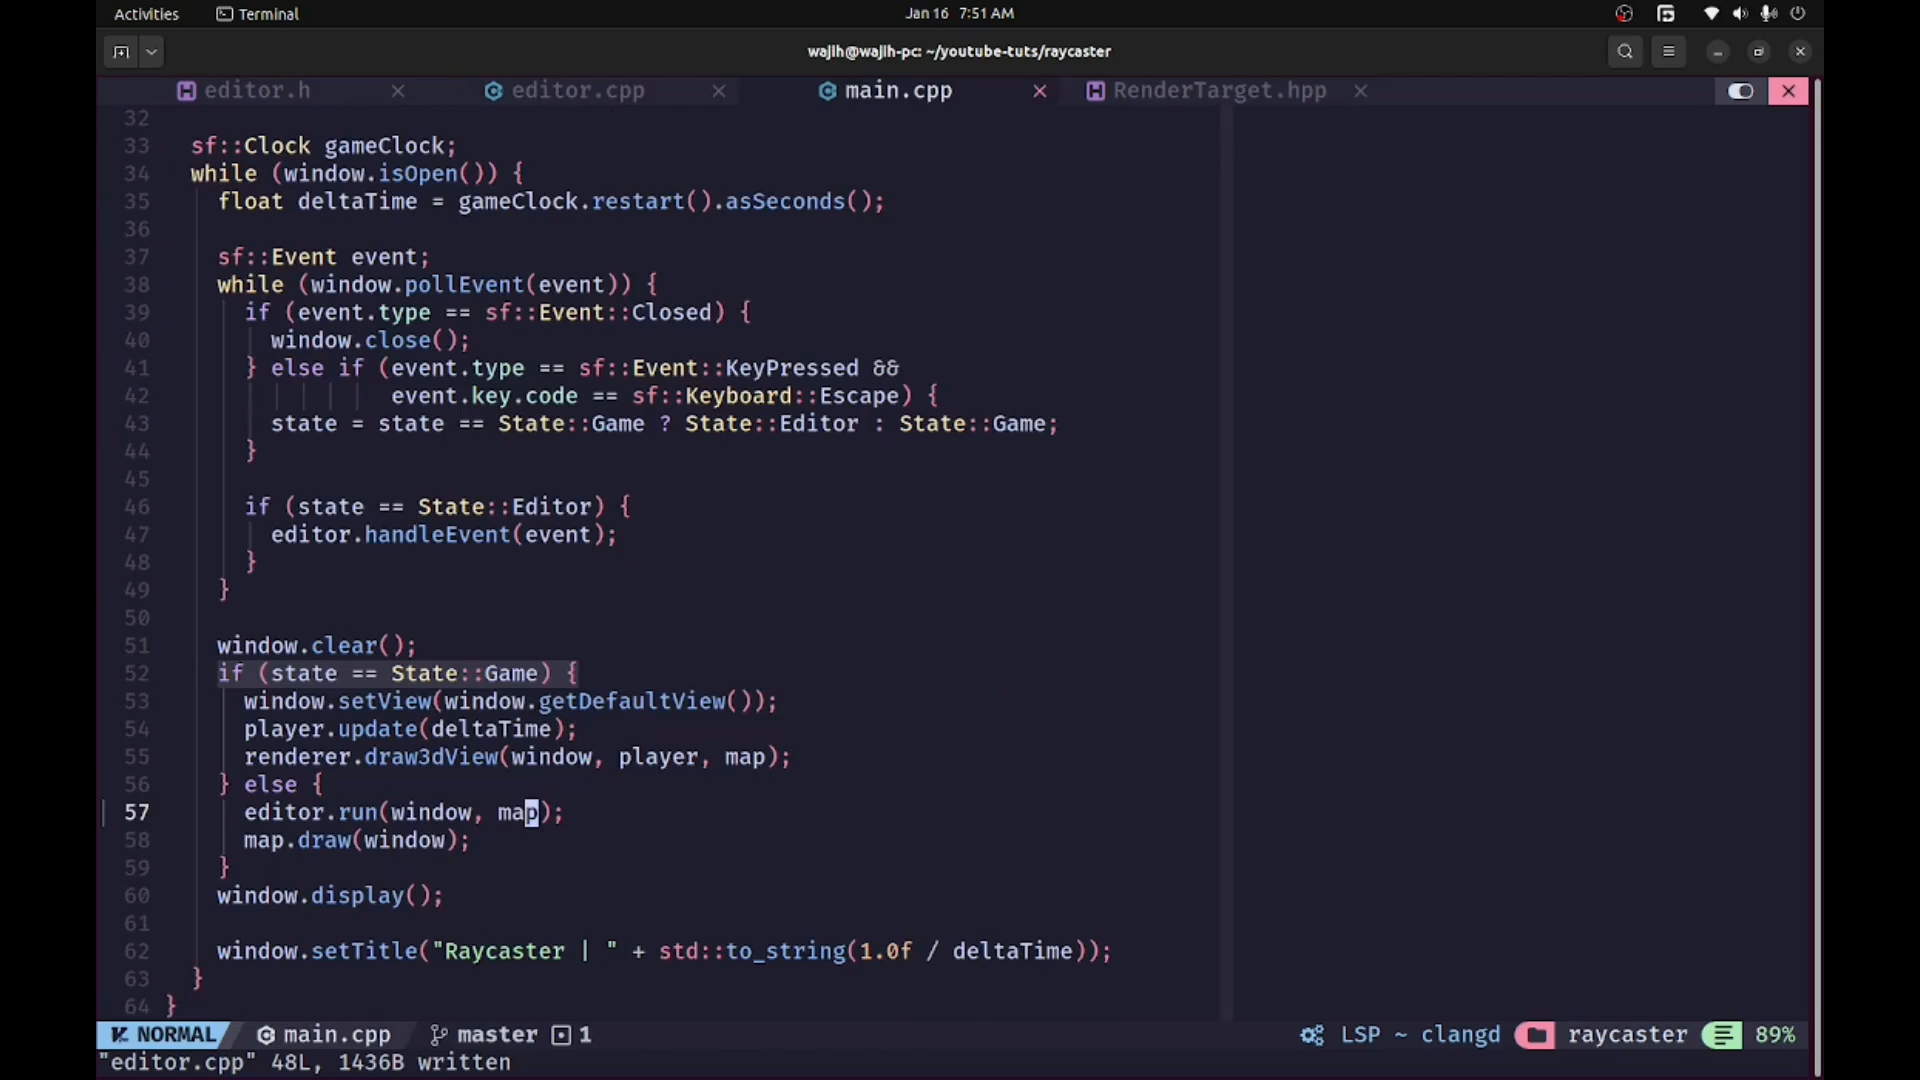 Activities Terminal Jan 16 7:51 AM
wajih@wajih-pc: ~/youtube-tuts/raycaster
editor.h editor.cpp main.cpp RenderTarget.hpp
32
33 sf::Clock gameClock;
34 while (window.isOpen()) {
35 float deltaTime = gameClock.restart().asSeconds();
36
37 sf::Event event;
38 while (window.pollEvent(event)) {
39 if (event.type == sf::Event::Closed) {
40 window.close();
41 } else if (event.type == sf::Event::KeyPressed &&
42 event.key.code == sf::Keyboard::Escape) {
43 state = state == State::Game ? State::Editor : State::Game;
44 }
45
46 if (state == State::Editor) {
47 editor.handleEvent(event);
48 }
49 }
50
51 window.clear();
52 if (state == State::Game) {
53 window.setView(window.getDefaultView());
54 player.update(deltaTime);
55 renderer.draw3dView(window, player, map);
56 } else {
57 editor.run(window, map);
58 map.draw(window);
59 }
60 window.display();
61
62 window.setTitle("Raycaster | " + std::to_string(1.0f / deltaTime));
63 }
64 }
NORMAL main.cpp master 1 LSP ~ clangd raycaster 89%
"editor.cpp" 48L, 1436B written